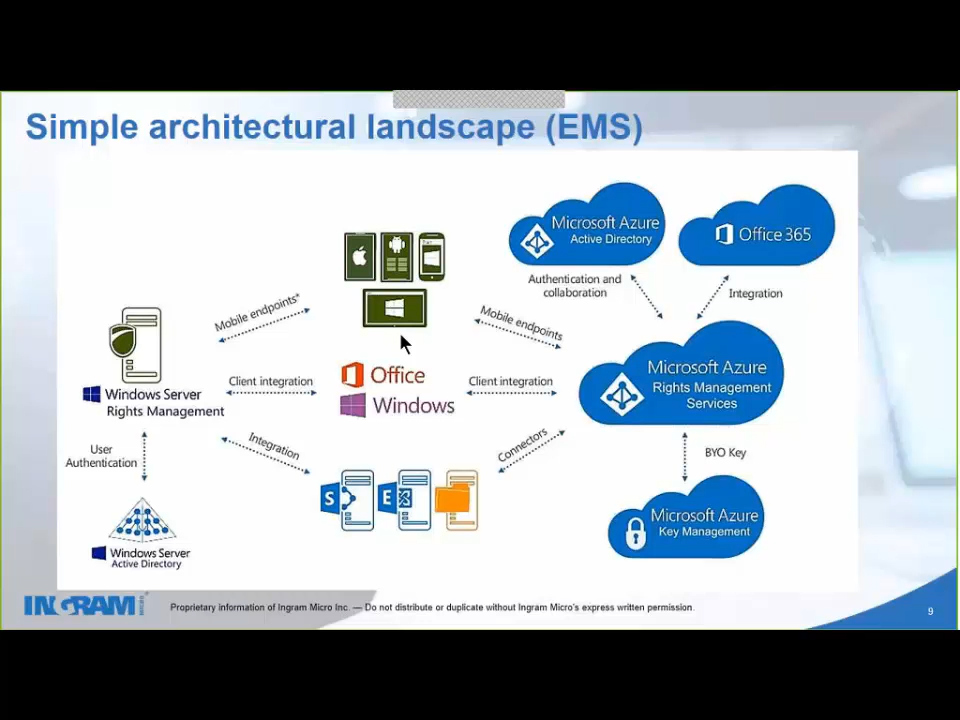 Simple architectural landscape (EMS)
Microsoft Azure
Active Directory
Office 365
Authentication and
collaboration
Integration
Mobile endpoints*
Mobile endpoints
Microsoft Azure
Rights Management
Services
Windows Server
Rights Management
Client integration
Office
Windows
Client integration
User
Authentication
Integration
S
E
Connectors
BYO Key
Microsoft Azure
Key Management
Windows Server
Active Directory
INGRAM
MICRO
Proprietary information of Ingram Micro Inc. — Do not distribute or duplicate without Ingram Micro's express written permission.
9